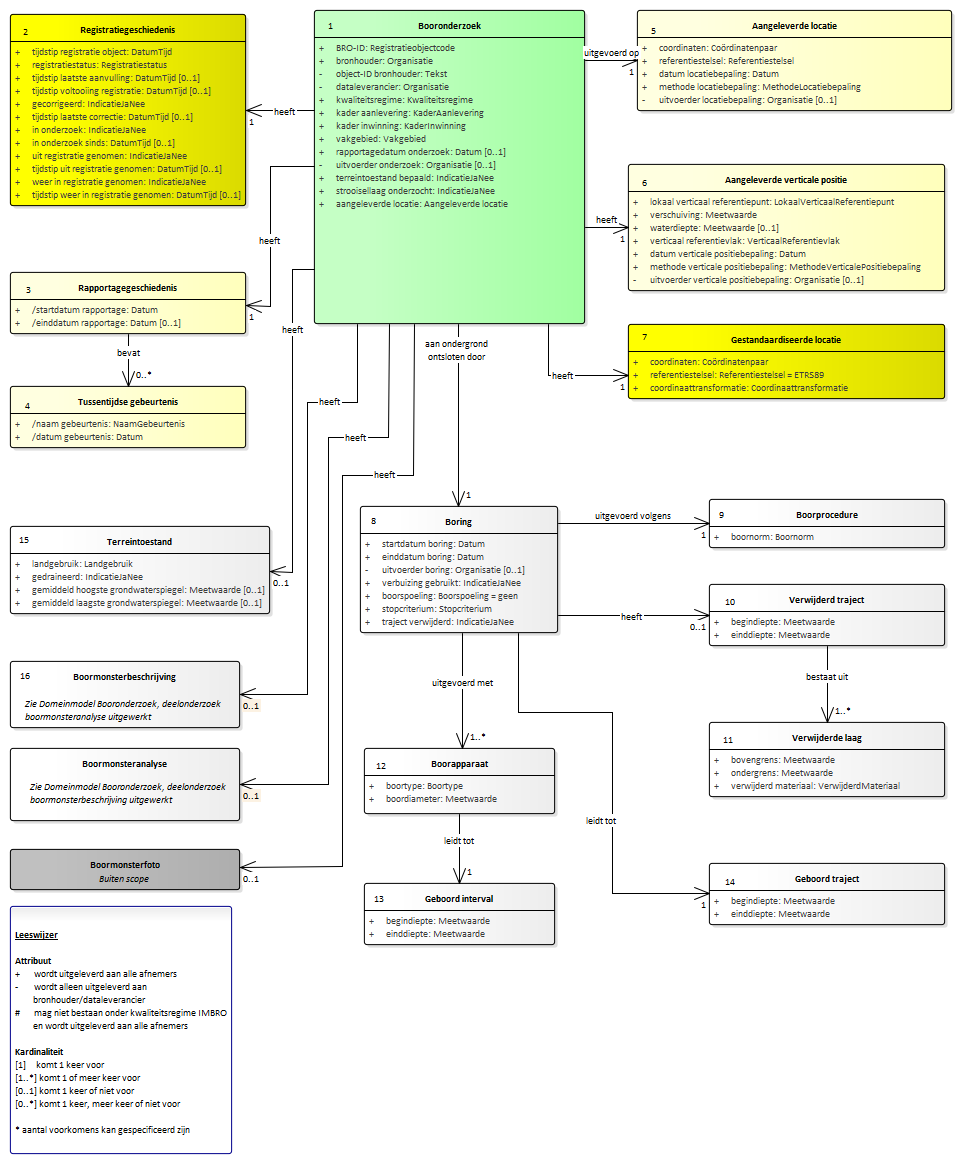 2
Registratiegeschiedenis
+ tijdstip registratie object: DatumTijd
+ registratiestatus: Registratiestatus
+ tijdstip laatste aanvulling: DatumTijd [0..1]
+ tijdstip voltooiing registratie: DatumTijd [0..1]
+ gecorrigeerd: IndicatieJaNee
+ tijdstip laatste correctie: DatumTijd [0..1]
+ in onderzoek: IndicatieJaNee
+ in onderzoek sinds: DatumTijd [0..1]
+ uit registratie genomen: IndicatieJaNee
+ tijdstip uit registratie genomen: DatumTijd [0..1]
+ weer in registratie genomen: IndicatieJaNee
+ tijdstip weer in registratie genomen: DatumTijd [0..1]
1
Booronderzoek
+ BRO-ID: Registratieobjectcode
+ bronhouder: Organisatie
- object-ID bronhouder: Tekst
- dataleverancier: Organisatie
+ kwaliteitsregime: Kwaliteitsregime
+ kader aanlevering: KaderAanlevering
+ kader inwinning: KaderInwinning
+ vakgebied: Vakgebied
+ rapportagedatum onderzoek: Datum [0..1]
- uitvoerder onderzoek: Organisatie [0..1]
+ terreintoestand bepaald: IndicatieJaNee
+ strooisellaag onderzocht: IndicatieJaNee
+ aangeleverde locatie: Aangeleverde locatie
uitgevoerd op
1
5
Aangeleverde locatie
+ coordinaten: Coördinatenpaar
+ referentiestelsel: Referentiestelsel
+ datum locatiebepaling: Datum
+ methode locatiebepaling: MethodeLocatiebepaling
- uitvoerder locatiebepaling: Organisatie [0..1]
heeft
1
heeft
1
6
Aangeleverde verticale positie
+ lokaal verticaal referentiepunt: LokaalVerticaalReferentiepunt
+ verschuiving: Meetwaarde
+ waterdiepte: Meetwaarde [0..1]
+ verticaal referentievlak: VerticaalReferentievlak
+ datum verticale positiebepaling: Datum
+ methode verticale positiebepaling: MethodeVerticalePositiebepaling
- uitvoerder verticale positiebepaling: Organisatie [0..1]
heeft
1
3
Rapportagegeschiedenis
+ /startdatum rapportage: Datum
+ /einddatum rapportage: Datum [0..1]
heeft
bevat
0..*
aan ondergrond
ontsloten door
1
heeft
1
7
Gestandaardiseerde locatie
+ coordinaten: Coördinatenpaar
+ referentiestelsel: Referentiestelsel = ETRS89
+ coordinaattransformatie: Coordinaattransformatie
4
Tussentijdse gebeurtenis
+ /naam gebeurtenis: NaamGebeurtenis
+ /datum gebeurtenis: Datum
heeft
heeft
heeft
15
Terreintoestand
+ landgebruik: Landgebruik
+ gedraineerd: IndicatieJaNee
+ gemiddeld hoogste grondwaterspiegel: Meetwaarde [0..1]
+ gemiddeld laagste grondwaterspiegel: Meetwaarde [0..1]
0..1
8
Boring
+ startdatum boring: Datum
+ einddatum boring: Datum
- uitvoerder boring: Organisatie [0..1]
+ verbuizing gebruikt: IndicatieJaNee
+ boorspoeling: Boorspoeling = geen
+ stopcriterium: Stopcriterium
+ traject verwijderd: IndicatieJaNee
uitgevoerd volgens
1
9
Boorprocedure
+ boornorm: Boornorm
heeft
0..1
10
Verwijderd traject
+ begindiepte: Meetwaarde
+ einddiepte: Meetwaarde
bestaat uit
1..*
16
Boormonsterbeschrijving
Zie Domeinmodel Booronderzoek, deelonderzoek
boormonsteranalyse uitgewerkt
0..1
uitgevoerd met
1..*
11
Verwijderde laag
+ bovengrens: Meetwaarde
+ ondergrens: Meetwaarde
+ verwijderd materiaal: VerwijderdMateriaal
Boormonsteranalyse
Zie Domeinmodel Booronderzoek, deelonderzoek
boormonsterbeschrijving uitgewerkt
0..1
12
Boorapparaat
+ boortype: Boortype
+ boordiameter: Meetwaarde
leidt tot
1
leidt tot
1
Boormonsterfoto
Buiten scope
0..1
13
Geboord interval
+ begindiepte: Meetwaarde
+ einddiepte: Meetwaarde
14
Geboord traject
+ begindiepte: Meetwaarde
+ einddiepte: Meetwaarde
Leeswijzer
Attribuut
+ wordt uitgeleverd aan alle afnemers
- wordt alleen uitgeleverd aan
bronhouder/dataleverancier
# mag niet bestaan onder kwaliteitsregime IMBRO
en wordt uitgeleverd aan alle afnemers
Kardinaliteit
[1] komt 1 keer voor
[1..*] komt 1 of meer keer voor
[0..1] komt 1 keer of niet voor
[0..*] komt 1 keer, meer keer of niet voor
* aantal voorkomens kan gespecificeerd zijn